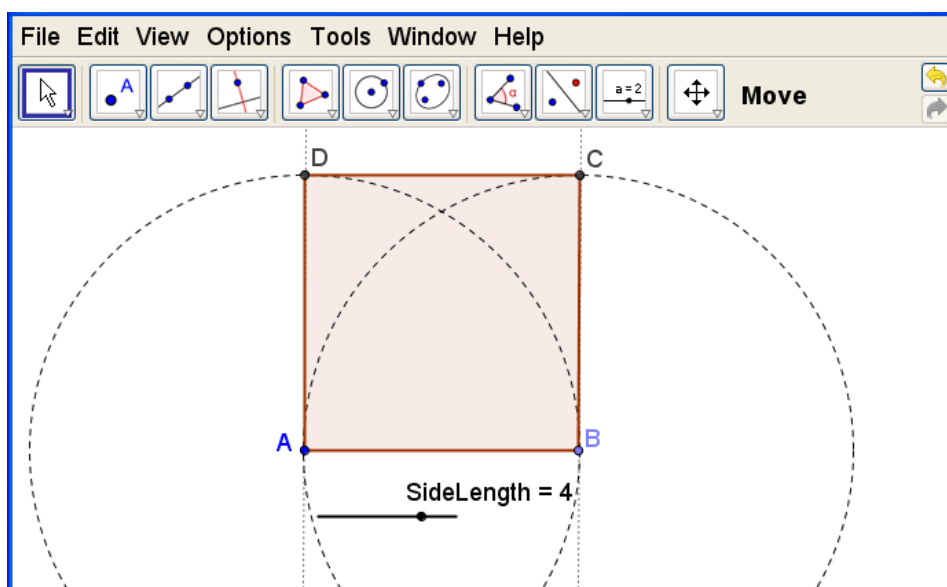 File Edit View Options Tools Window Help
A α a = 2 Move
D C
A B
SideLength = 4